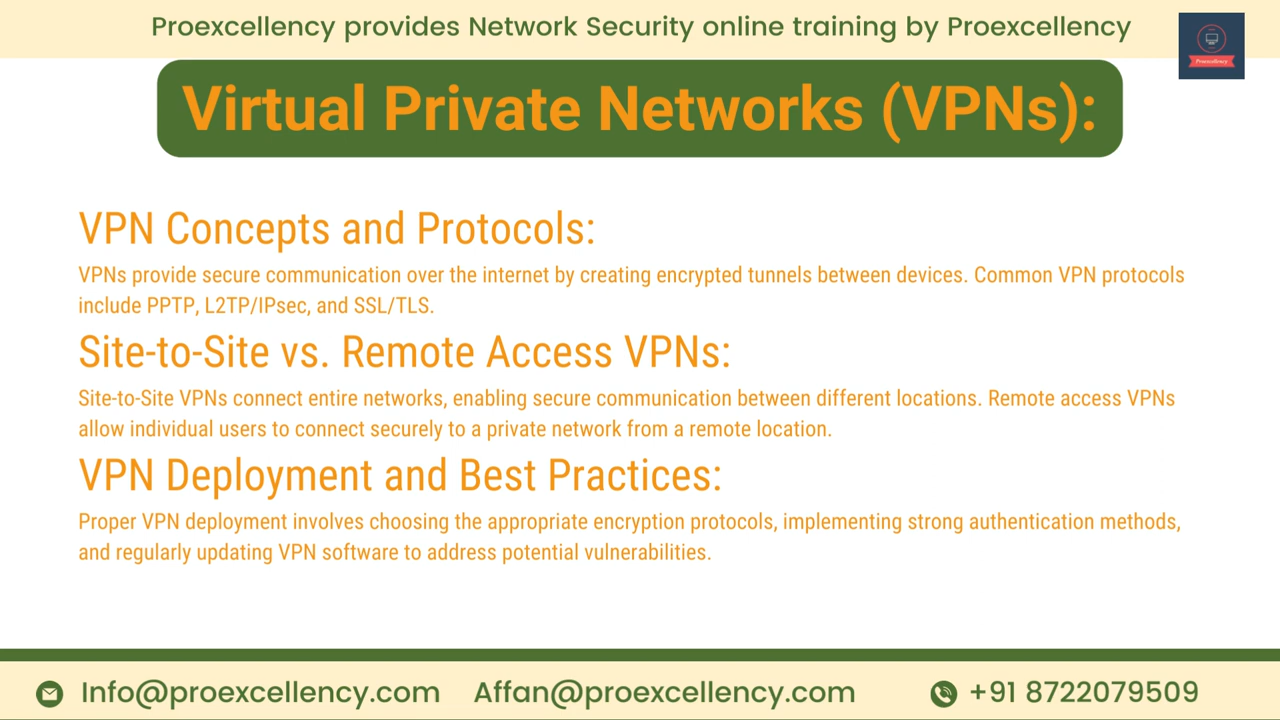 Proexcellency provides Network Security online training by Proexcellency
Proexcellency
Virtual Private Networks (VPNs):
VPN Concepts and Protocols:
VPNs provide secure communication over the internet by creating encrypted tunnels between devices. Common VPN protocols
include PPTP, L2TP/IPsec, and SSL/TLS.
Site-to-Site vs. Remote Access VPNs:
Site-to-Site VPNs connect entire networks, enabling secure communication between different locations. Remote access VPNs
allow individual users to connect securely to a private network from a remote location.
VPN Deployment and Best Practices:
Proper VPN deployment involves choosing the appropriate encryption protocols, implementing strong authentication methods,
and regularly updating VPN software to address potential vulnerabilities.
Info@proexcellency.com Affan@proexcellency.com +91 8722079509